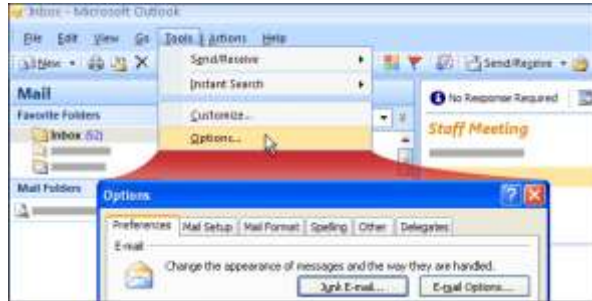 Inbox - Microsoft Outlook
File Edit View Go Tools Actions Help
New Send/Receive
Send/Receive
Instant Search
Customize...
Options...
Mail
Favorite Folders
Inbox (52)
Mail Folders
No Response Required
Staff Meeting
Options
Preferences Mail Setup Mail Format Spelling Other Delegates
E-mail
Change the appearance of messages and the way they are handled.
Junk E-mail... E-mail Options...